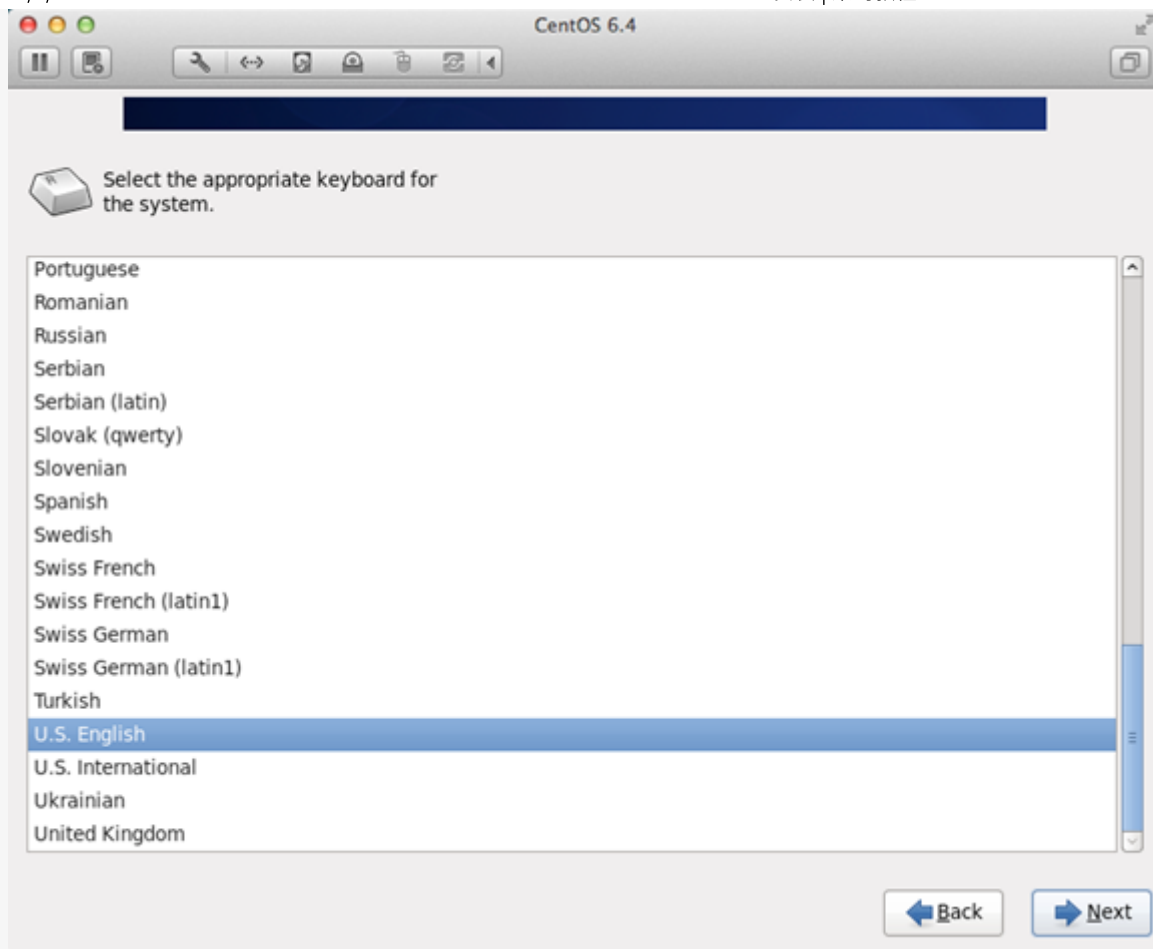 CentOS 6.4
Select the appropriate keyboard for
the system.
Portuguese
Romanian
Russian
Serbian
Serbian (latin)
Slovak (qwerty)
Slovenian
Spanish
Swedish
Swiss French
Swiss French (latin1)
Swiss German
Swiss German (latin1)
Turkish
U.S. English
U.S. International
Ukrainian
United Kingdom
Back
Next